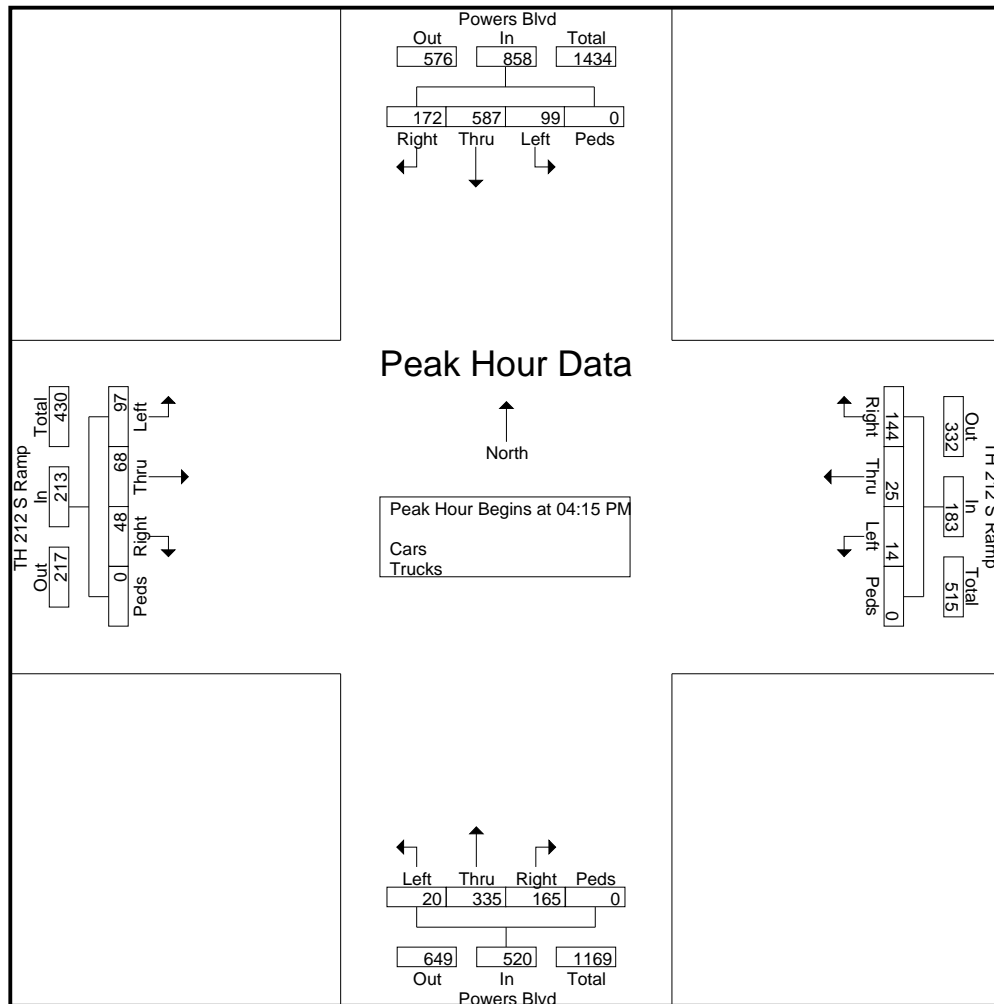 Powers Blvd
Out In Total
576 858 1434
172 587 99 0
Right Thru Left Peds
Peak Hour Data
North
Peak Hour Begins at 04:15 PM
Cars
Trucks
TH 212 S Ramp
Out In Total
217 213 430
97 68 48 0
Left Thru Right Peds
TH 212 S Ramp
Out In Total
332 183 515
144 25 14 0
Right Thru Left Peds
Left Thru Right Peds
20 335 165 0
649 520 1169
Out In Total
Powers Blvd